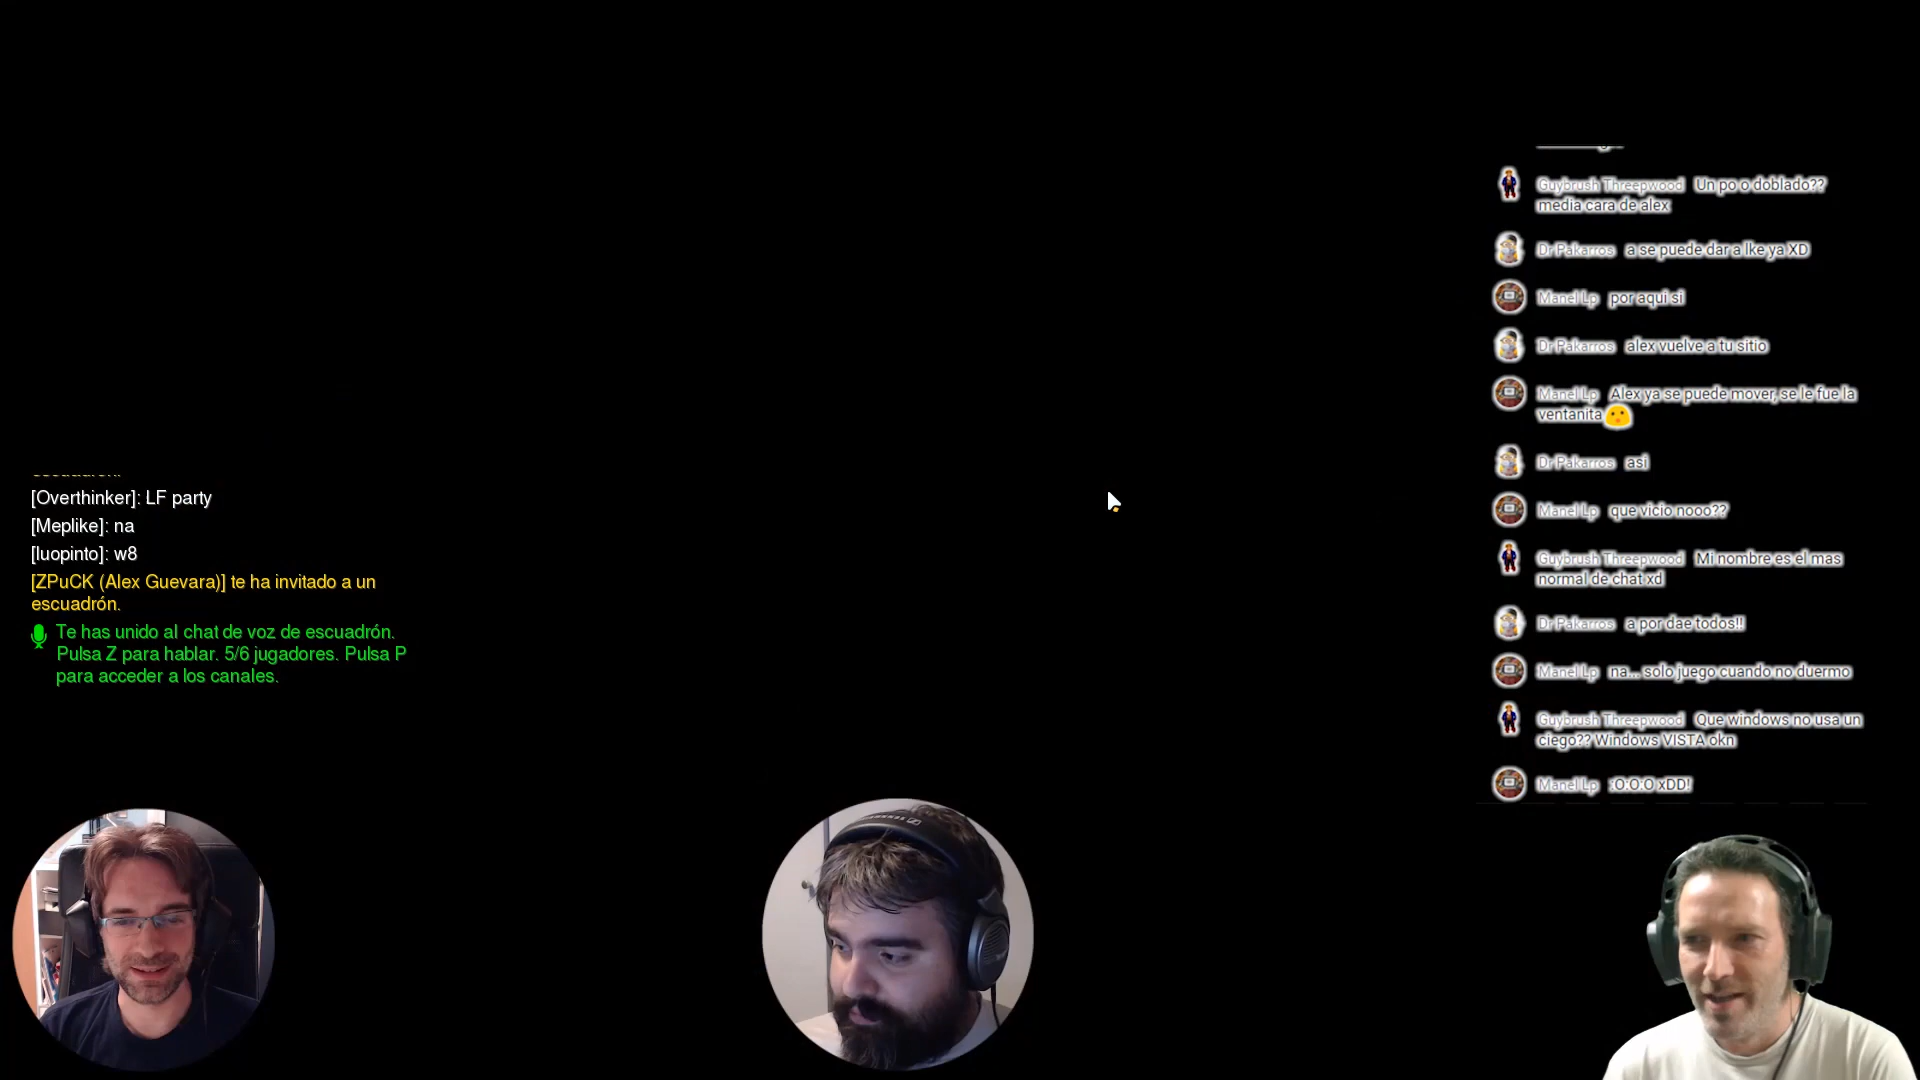 [Overthinker]: LF party
[Meplike]: na
[luopinto]: w8
[ZPuCK (Alex Guevara)] te ha invitado a un
escuadrón.
Te has unido al chat de voz de escuadrón.
Pulsa Z para hablar. 5/6 jugadores. Pulsa P
para acceder a los canales.
Guybrush Threepwood Un po o doblado??
media cara de alex
Dr Pakarros a se puede dar a lke ya XD
Manel Lp por aqui si
Dr Pakarros alex vuelve a tu sitio
Manel Lp Alex ya se puede mover, se le fue la
ventanita
Dr Pakarros asi
Manel Lp que vicio nooo??
Guybrush Threepwood Mi nombre es el mas
normal de chat xd
Dr Pakarros a por dae todos!!
Manel Lp na... solo juego cuando no duermo
Guybrush Threepwood Que windows no usa un
ciego?? Windows VISTA okn
Manel Lp :O:O:O xDD!